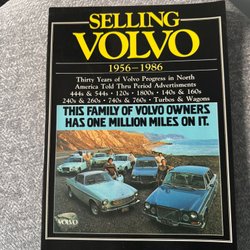 SELLING
VOLVO
1956–1986
Thirty Years of Volvo Progress in North
America Told Thru Period Advertisments
444s & 544s · 120s · 1800s · 140s & 160s
240s & 260s · 740s & 760s · Turbos & Wagons
THIS FAMILY OF VOLVO OWNERS
HAS ONE MILLION MILES ON IT.
VOLVO